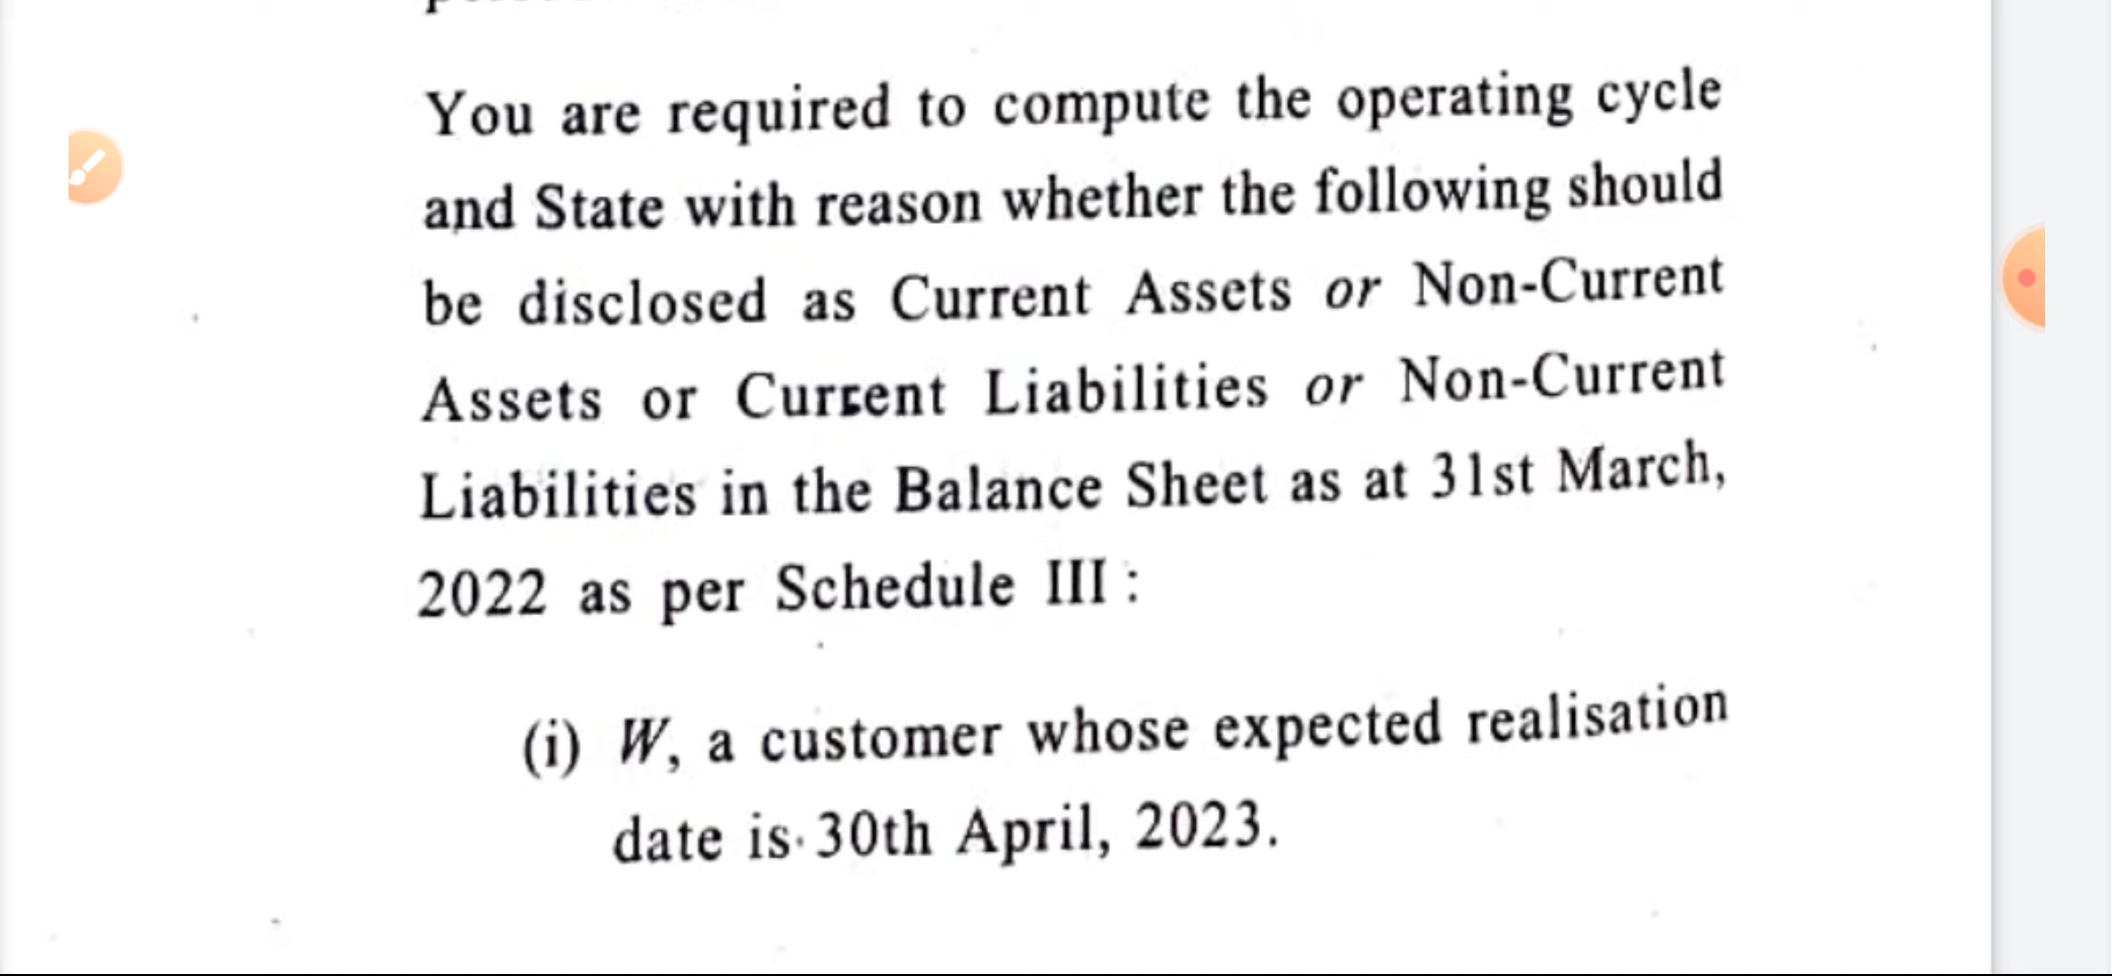 You are required to compute the operating cycle
and State with reason whether the following should
be disclosed as Current Assets or Non-Current
Assets or Current Liabilities or Non-Current
Liabilities in the Balance Sheet as at 31st March,
2022 as per Schedule III :
(i) W, a customer whose expected realisation
date is 30th April, 2023.